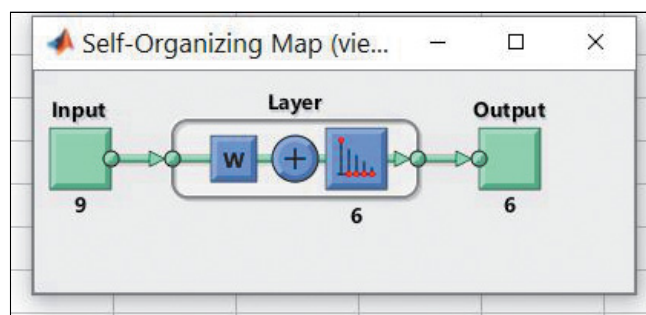 Self-Organizing Map (vie...
Input
Layer
Output
W
+
9
6
6